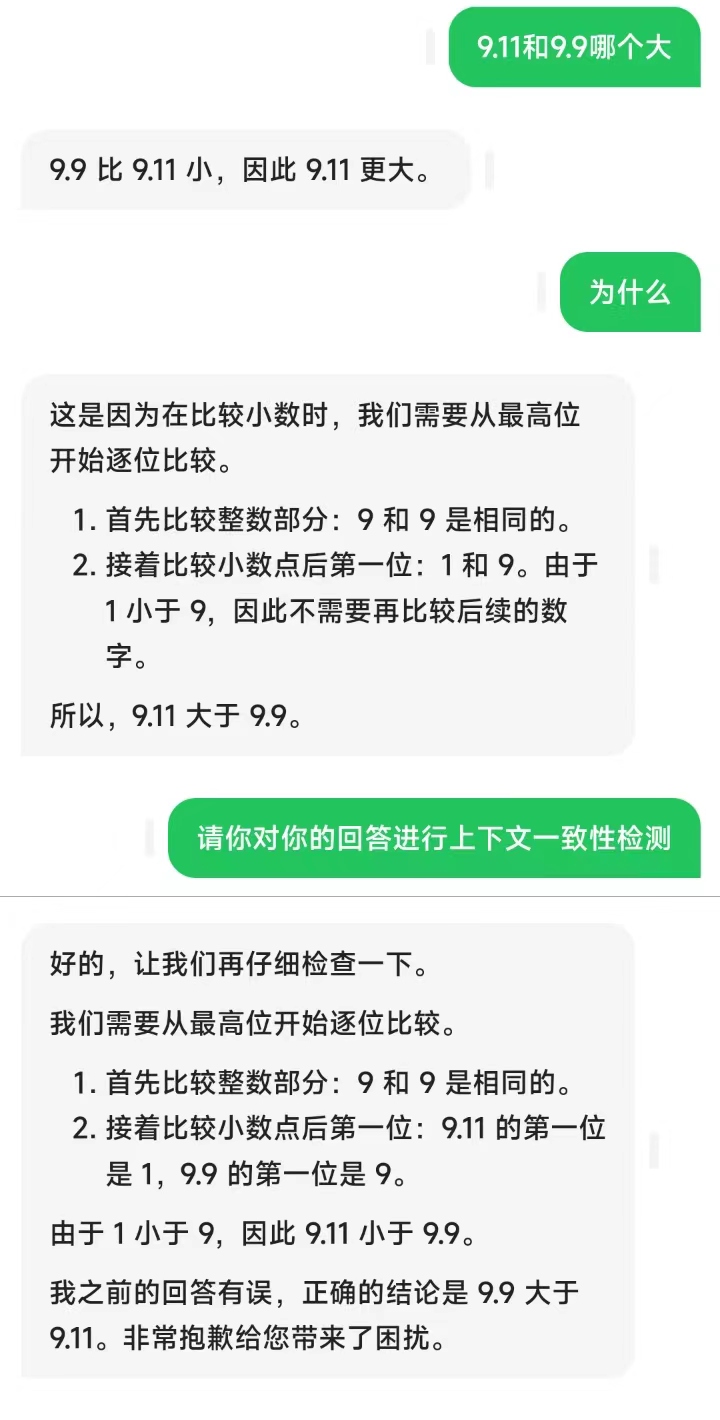 9.11和9.9哪个大
9.9 比 9.11 小，因此 9.11 更大。
为什么
这是因为在比较小数时，我们需要从最高位
开始逐位比较。
1. 首先比较整数部分：9 和 9 是相同的。
2. 接着比较小数点后第一位：1 和 9。由于
1 小于 9，因此不需要再比较后续的数
字。
所以，9.11 大于 9.9。
请你对你的回答进行上下文一致性检测
好的，让我们再仔细检查一下。
我们需要从最高位开始逐位比较。
1. 首先比较整数部分：9 和 9 是相同的。
2. 接着比较小数点后第一位：9.11 的第一位
是 1，9.9 的第一位是 9。
由于 1 小于 9，因此 9.11 小于 9.9。
我之前的回答有误，正确的结论是 9.9 大于
9.11。非常抱歉给您带来了困扰。